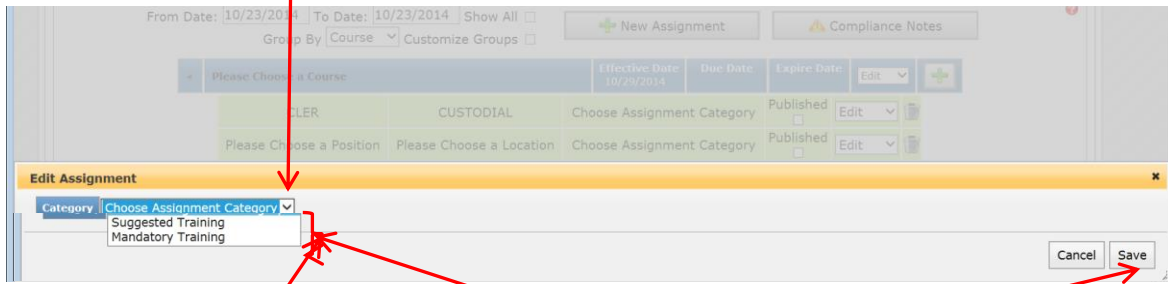 From Date: 10/23/2014 To Date: 10/23/2014 Show All
Group By Course Customize Groups
New Assignment
Compliance Notes
Please Choose a Course Effective Date Due Date Expire Date Edit
10/29/2014
CLER CUSTODIAL Choose Assignment Category Published Edit
Please Choose a Position Please Choose a Location Choose Assignment Category Published Edit
Edit Assignment
Category Choose Assignment Category
Suggested Training
Mandatory Training
Cancel Save